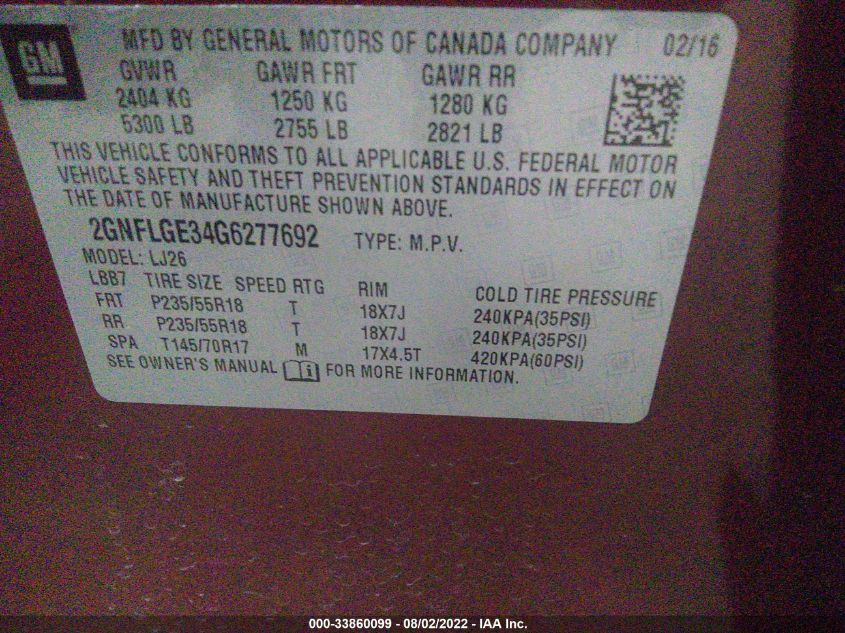 GM
MFD BY GENERAL MOTORS OF CANADA COMPANY 02/16
GVWR GAWR FRT GAWR RR
2404 KG 1250 KG 1280 KG
5300 LB 2755 LB 2821 LB
THIS VEHICLE CONFORMS TO ALL APPLICABLE U.S. FEDERAL MOTOR
VEHICLE SAFETY AND THEFT PREVENTION STANDARDS IN EFFECT ON
THE DATE OF MANUFACTURE SHOWN ABOVE.
2GNFLGE34G6277692 TYPE: M.P.V.
MODEL: LJ26
LBB7 TIRE SIZE SPEED RTG RIM COLD TIRE PRESSURE
FRT P235/55R18 T 18X7J 240KPA(35PSI)
RR P235/55R18 T 18X7J 240KPA(35PSI)
SPA T145/70R17 M 17X4.5T 420KPA(60PSI)
SEE OWNER'S MANUAL i FOR MORE INFORMATION.
000-33860099 - 08/02/2022 - IAA Inc.